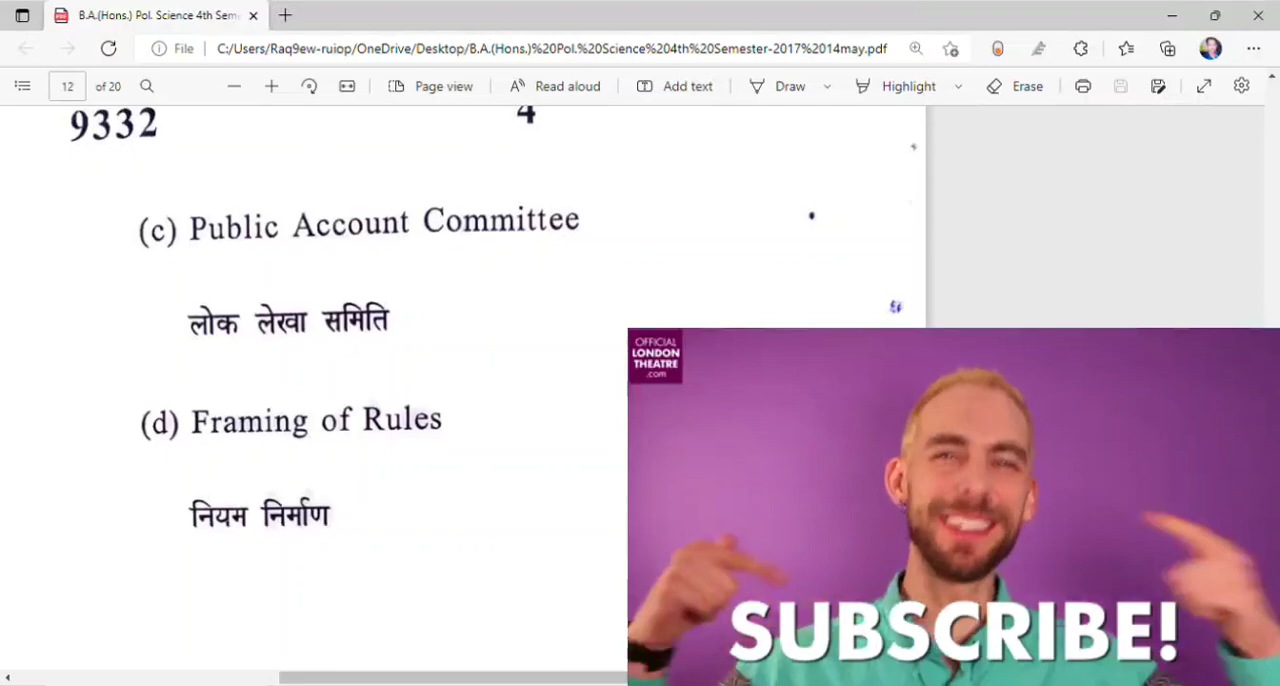 B.A.(Hons.) Pol. Science 4th Sem
File C:/Users/Raq9ew-ruiop/OneDrive/Desktop/B.A.(Hons.)%20Pol.%20Science%204th%20Semester-2017%2014may.pdf
12 of 20 Page view Read aloud Add text Draw Highlight Erase
9332 4
(c) Public Account Committee
लोक लेखा समिति
(d) Framing of Rules
नियम निर्माण
OFFICIAL
LONDON
THEATRE
.com
SUBSCRIBE!